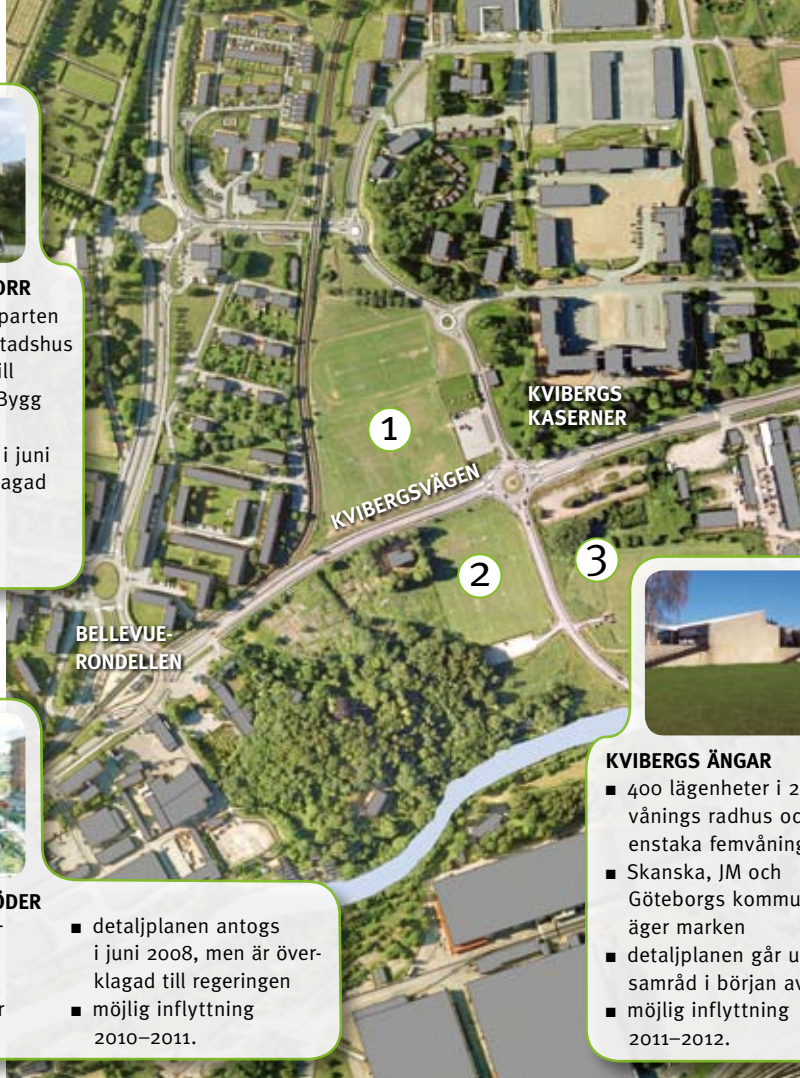 ORR
parten
tadshus
ill
Bygg
i juni
lagad
1
KVIBERGS
KASERNER
KVIBERGSVÄGEN
2
3
BELLEVUE-
RONDELLEN
KVIBERGS ÄNGAR
■ 400 lägenheter i 2
vånings radhus oc
enstaka femvåning
■ Skanska, JM och
Göteborgs kommu
äger marken
■ detaljplanen går u
samråd i början av
■ möjlig inflyttning
2011–2012.
ÖDER
-
r
■ detaljplanen antogs
i juni 2008, men är över-
klagad till regeringen
■ möjlig inflyttning
2010–2011.